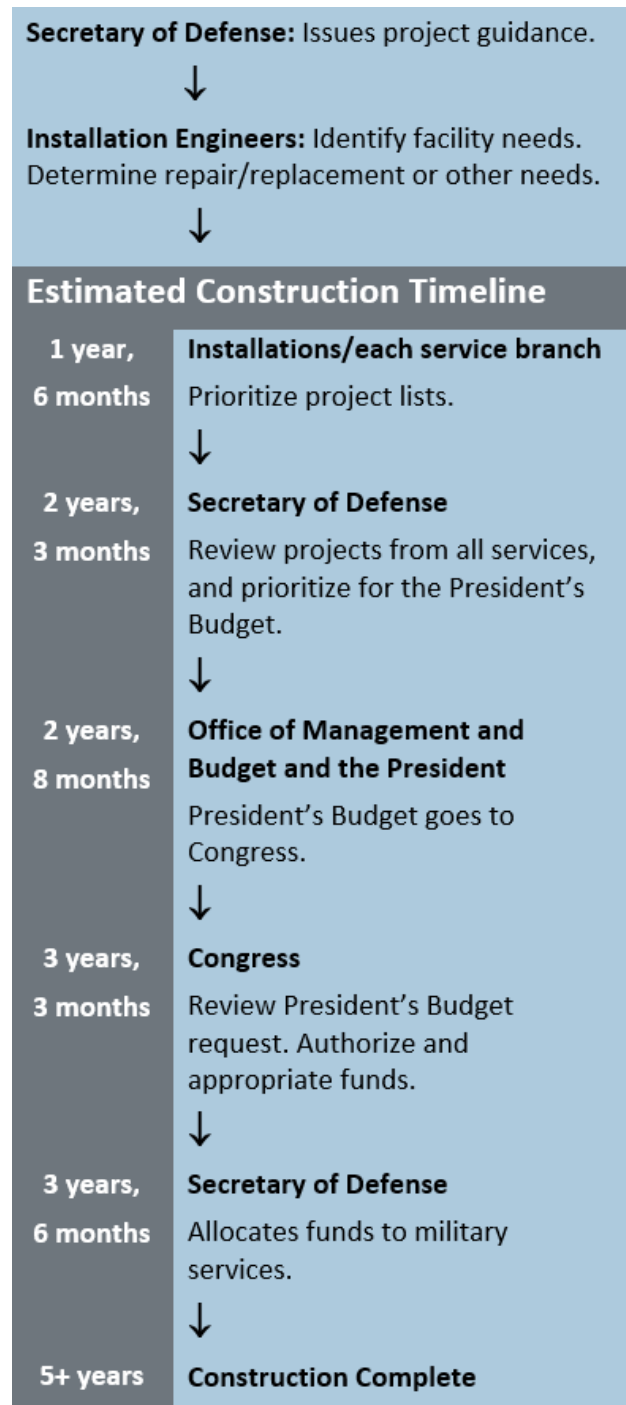 Secretary of Defense: Issues project guidance.
↓
Installation Engineers: Identify facility needs.
Determine repair/replacement or other needs.
↓
Estimated Construction Timeline
1 year,
6 months
Installations/each service branch
Prioritize project lists.
↓
2 years,
3 months
Secretary of Defense
Review projects from all services,
and prioritize for the President’s
Budget.
↓
2 years,
8 months
Office of Management and
Budget and the President
President’s Budget goes to
Congress.
↓
3 years,
3 months
Congress
Review President’s Budget
request. Authorize and
appropriate funds.
↓
3 years,
6 months
Secretary of Defense
Allocates funds to military
services.
↓
5+ years
Construction Complete